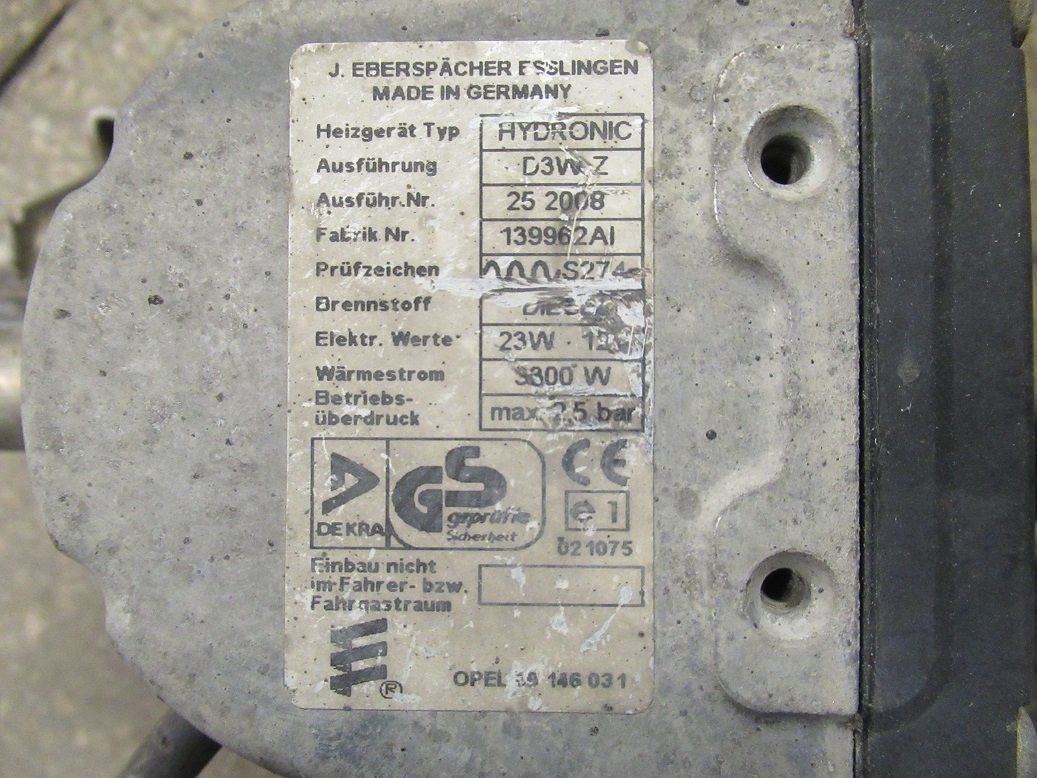 J. EBERSPÄCHER ESSLINGEN
MADE IN GERMANY
Heizgerät Typ HYDRONIC
Ausführung D3W Z
Ausführ.Nr. 25 2008
Fabrik Nr. 139962AI
Prüfzeichen S274
Brennstoff DIESEL
Elektr. Werte 23W
Wärmestrom 3300 W
Betriebs-
überdruck max. 2,5 bar
DEKRA
GS
geprüfte
Sicherheit
CE
e 1
021075
Einbau nicht
im Fahrer- bzw.
Fahrgastraum
®
OPEL 146 031